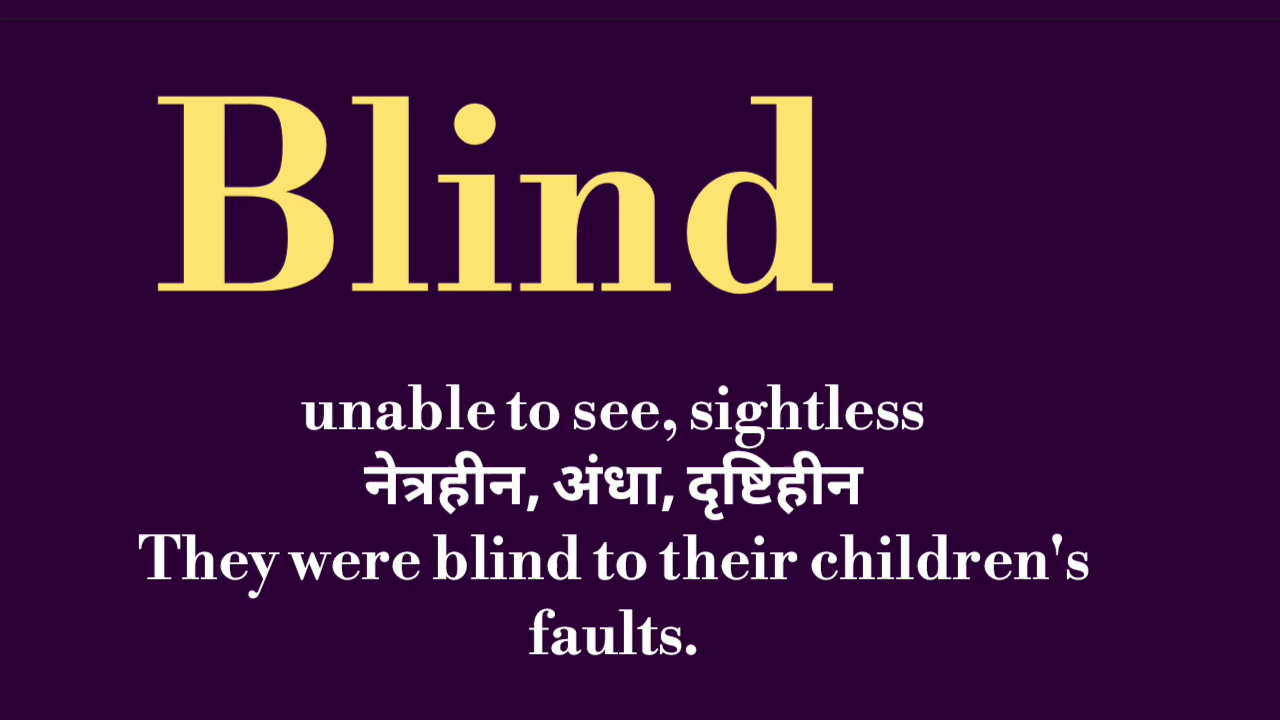 Blind
unable to see, sightless
नेत्रहीन, अंधा, दृष्टिहीन
They were blind to their children's
faults.